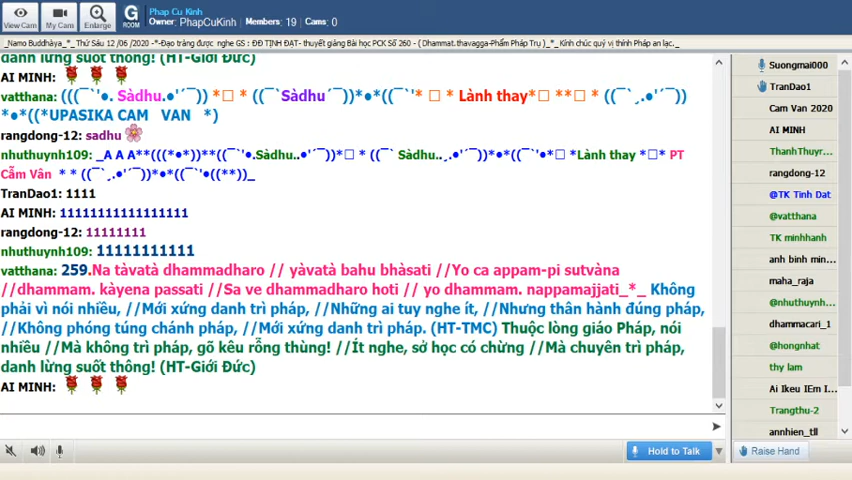 Phap Cu Kinh
Owner: PhapCuKinh Members: 19 Cams: 0
View Cam My Cam Enlarge G ROOM
_Namo Buddhàya_*_ Thứ Sáu 12 /06 /2020 -*-Đạo tràng được nghe GS : ĐĐ TỊNH ĐẠT- thuyết giảng Bài học PCK Số 260 - ( Dhammat.thavagga-Phẩm Pháp Trụ )_*_ Kính chúc quý vị thính Pháp an lạc._
danh lừng suốt thông! (HT-Giới Đức)
AI MINH: 🌹 🌹 🌹
vatthana: (((¯`'•. Sàdhu.•'´)) *□ * ((¯`Sàdhu´¯))*•*((¯`'* □ * Lành thay*□ **□ * ((¯`ˏ.•'´¯))
*•*((*UPASIKA CAM VAN *)
rangdong-12: sadhu 🌸
nhuthuynh109: _A A A**(((*•*))**((¯¯`'•.Sàdhu..•'´¯))*□ * ((¯` Sàdhu..ˏ.•'´¯))*•*((¯`'•*□ *Lành thay *□* PT
Cẩm Vân * * ((¯`ˏ.•'´¯))*•*((¯`'•((**))_
TranDao1: 1111
AI MINH: 11111111111111111
rangdong-12: 11111111
nhuthuynh109: 11111111111
vatthana: 259.Na tàvatà dhammadharo // yàvatà bahu bhàsati //Yo ca appam-pi sutvàna
//dhammam. kàyena passati //Sa ve dhammadharo hoti // yo dhammam. nappamajjati_*_ Không
phải vì nói nhiều, //Mới xứng danh trì pháp, //Những ai tuy nghe ít, //Nhưng thân hành đúng pháp,
//Không phóng túng chánh pháp, //Mới xứng danh trì pháp. (HT-TMC) Thuộc lòng giáo Pháp, nói
nhiều //Mà không trì pháp, gõ kêu rỗng thùng! //Ít nghe, sở học có chừng //Mà chuyên trì pháp,
danh lừng suốt thông! (HT-Giới Đức)
AI MINH: 🌹 🌹 🌹
Hold to Talk
Suongmai000
TranDao1
Cam Van 2020
AI MINH
ThanhThuyr...
rangdong-12
@TK Tinh Dat
@vatthana
TK minhhanh
anh binh min...
maha_raja
@nhuthuynh...
dhammacari_1
@hongnhat
thy lam
Ai Ikeu IEm I...
Trangthu-2
annhien_tll
Raise Hand